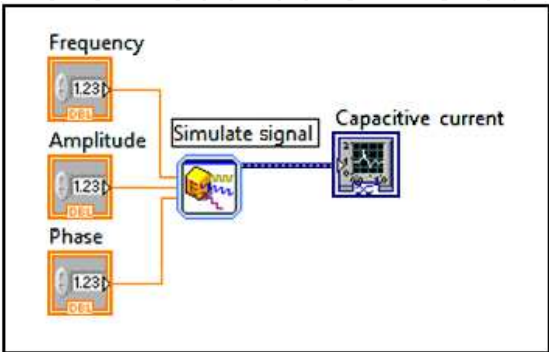 Frequency
1.23
DBL
Simulate signal
Capacitive current
Amplitude
1.23
DBL
Phase
1.23
DBL